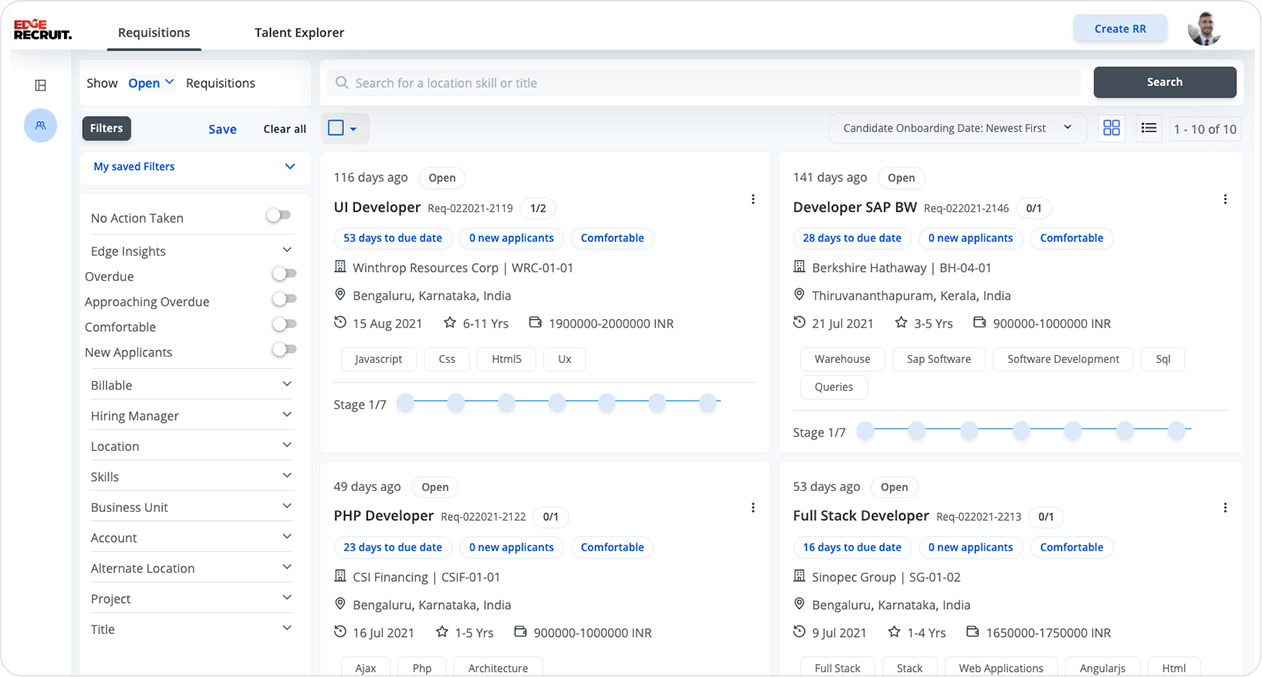 EDGE
RECRUIT.
Requisitions
Talent Explorer
Create RR
Show Open Requisitions
Search for a location skill or title
Search
Filters
Save
Clear all
Candidate Onboarding Date: Newest First
1 - 10 of 10
My saved Filters
No Action Taken
Edge Insights
Overdue
Approaching Overdue
Comfortable
New Applicants
Billable
Hiring Manager
Location
Skills
Business Unit
Account
Alternate Location
Project
Title
116 days ago Open
UI Developer Req-022021-2119 1/2
53 days to due date 0 new applicants Comfortable
Winthrop Resources Corp | WRC-01-01
Bengaluru, Karnataka, India
15 Aug 2021 6-11 Yrs 1900000-2000000 INR
Javascript Css Html5 Ux
Stage 1/7
141 days ago Open
Developer SAP BW Req-022021-2146 0/1
28 days to due date 0 new applicants Comfortable
Berkshire Hathaway | BH-04-01
Thiruvananthapuram, Kerala, India
21 Jul 2021 3-5 Yrs 900000-1000000 INR
Warehouse Sap Software Software Development Sql
Queries
Stage 1/7
49 days ago Open
PHP Developer Req-022021-2122 0/1
23 days to due date 0 new applicants Comfortable
CSI Financing | CSIF-01-01
Bengaluru, Karnataka, India
16 Jul 2021 1-5 Yrs 900000-1000000 INR
Ajax Php Architecture
53 days ago Open
Full Stack Developer Req-022021-2213 0/1
16 days to due date 0 new applicants Comfortable
Sinopec Group | SG-01-02
Bengaluru, Karnataka, India
9 Jul 2021 1-4 Yrs 1650000-1750000 INR
Full Stack Stack Web Applications Angularjs Html